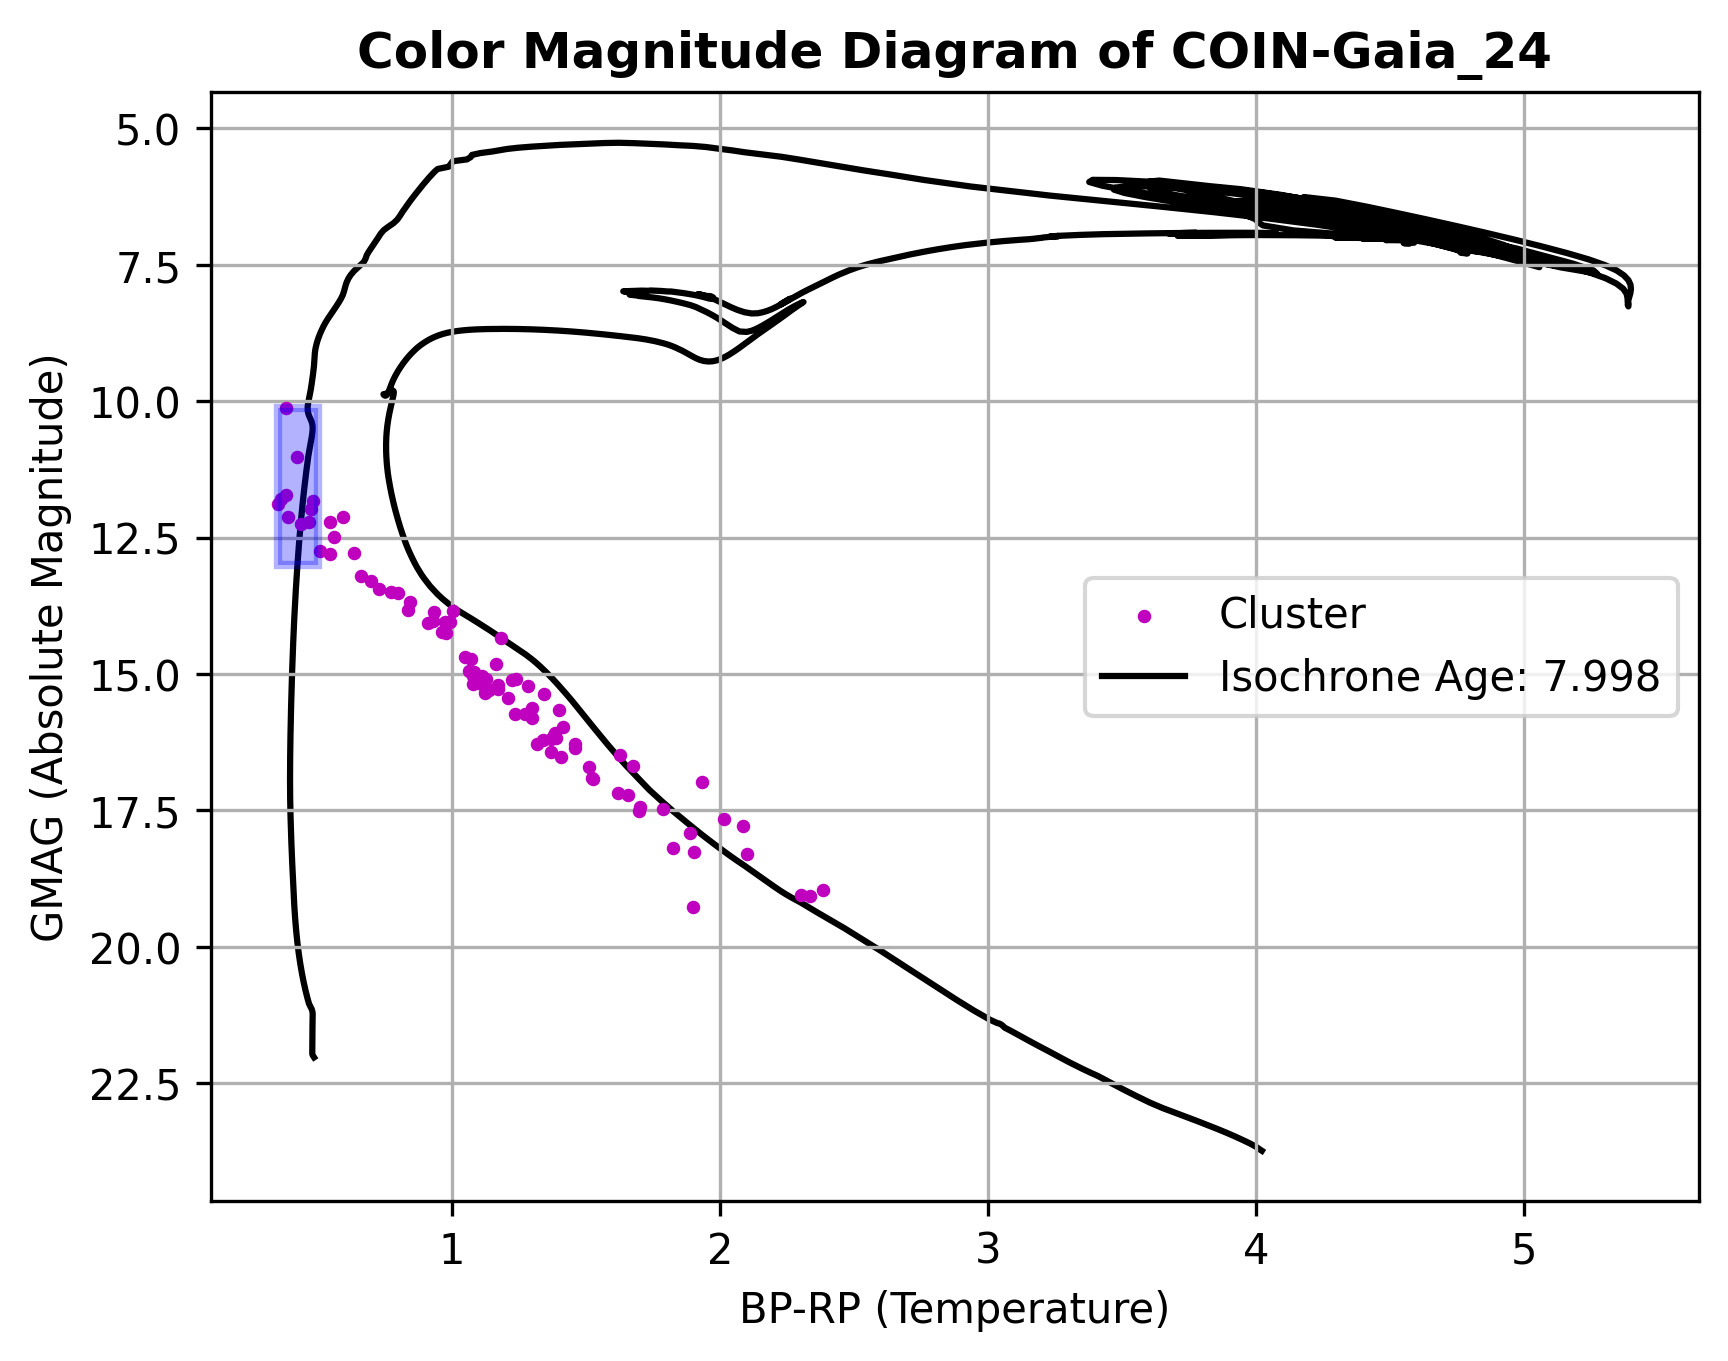 Color Magnitude Diagram of COIN-Gaia_24
GMAG (Absolute Magnitude)
5.0
7.5
10.0
12.5
15.0
17.5
20.0
22.5
Cluster
Isochrone Age: 7.998
1 2 3 4 5
BP-RP (Temperature)